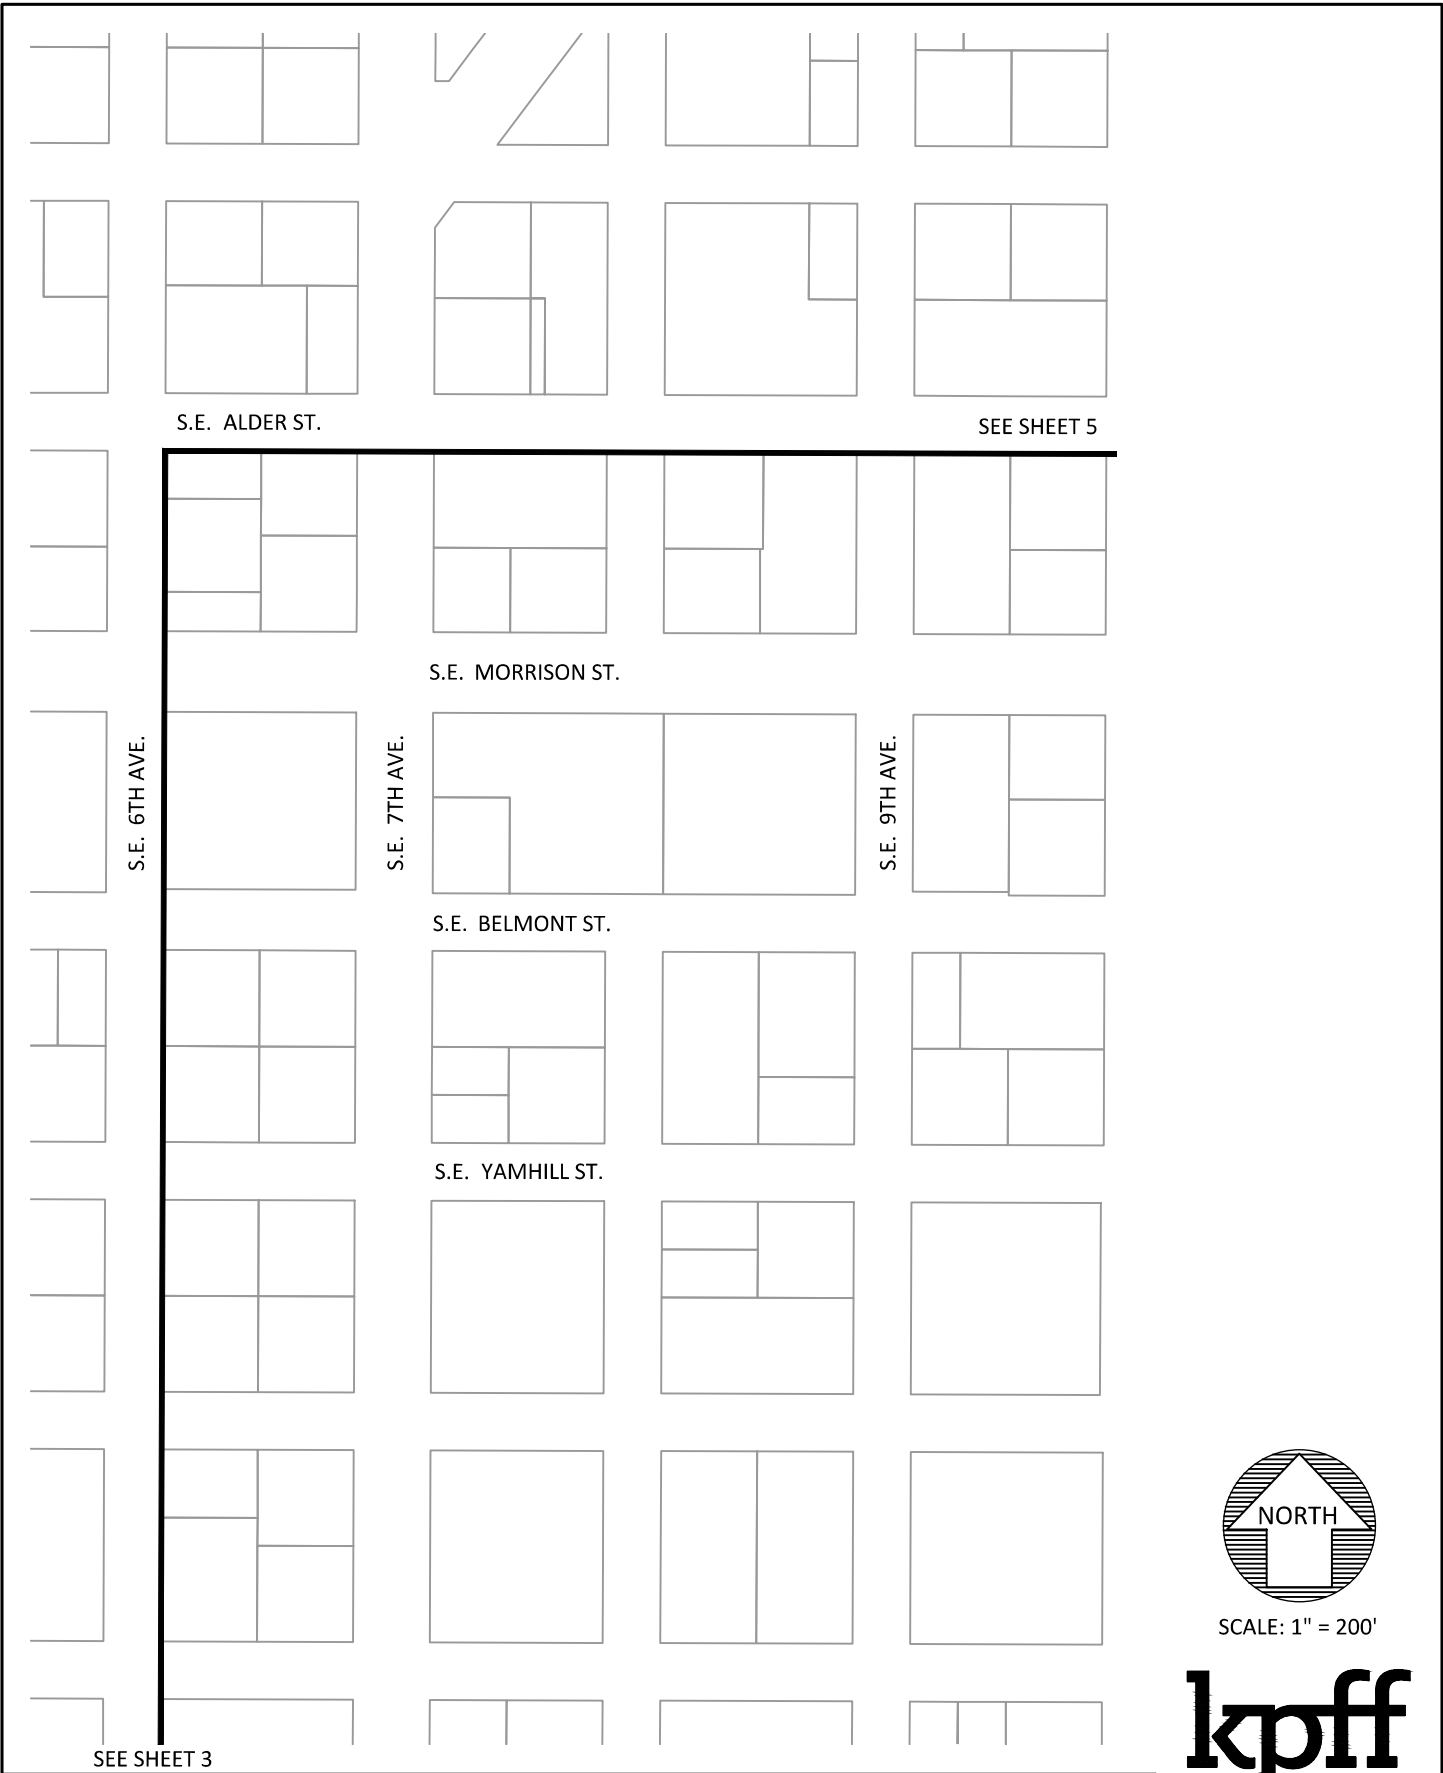 S.E. ALDER ST.
SEE SHEET 5
S.E. MORRISON ST.
S.E. 6TH AVE.
S.E. 7TH AVE.
S.E. 9TH AVE.
S.E. BELMONT ST.
S.E. YAMHILL ST.
NORTH
SCALE: 1" = 200'
kpff
SEE SHEET 3